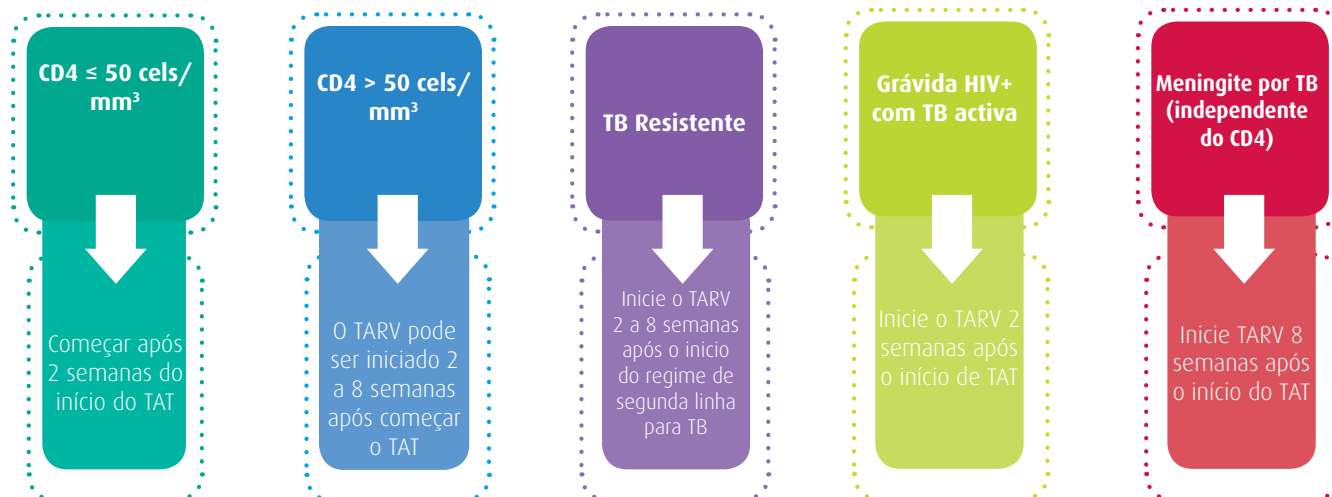 CD4 ≤ 50 cels/
mm³
Começar após
2 semanas do
início do TAT
CD4 > 50 cels/
mm³
O TARV pode
ser iniciado 2
a 8 semanas
após começar
o TAT
TB Resistente
Inicie o TARV
2 a 8 semanas
após o inicio
do regime de
segunda linha
para TB
Grávida HIV+
com TB activa
Inicie o TARV 2
semanas após
o início de TAT
Meningite por TB
(independente
do CD4)
Inicie TARV 8
semanas após
o início do TAT